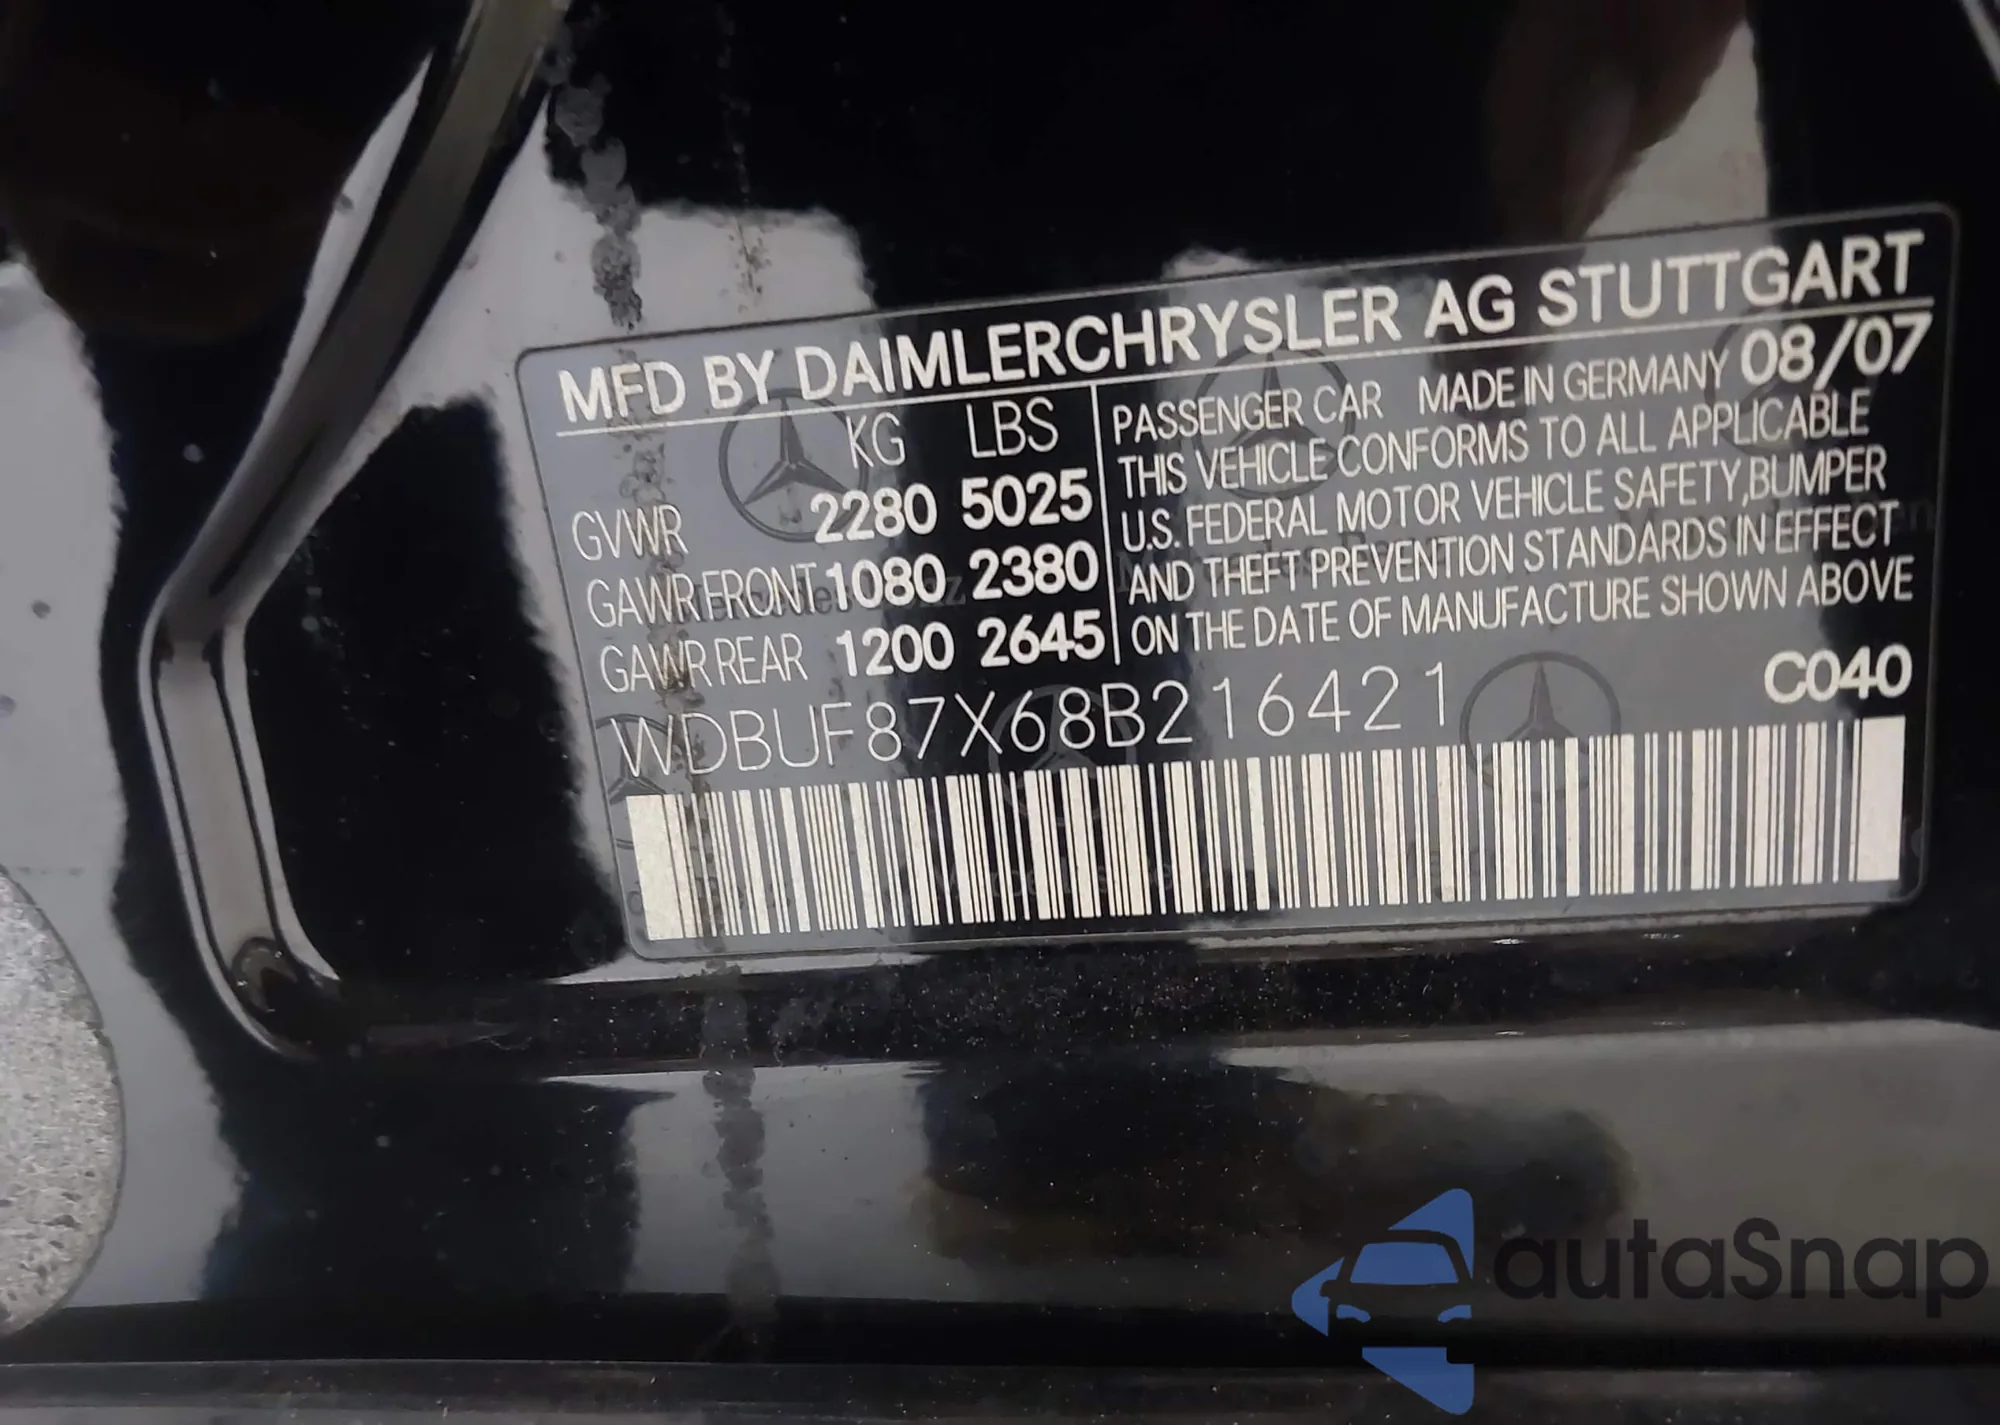 MFD BY DAIMLERCHRYSLER AG STUTTGART
KG LBS
GVWR 2280 5025
GAWR FRONT 1080 2380
GAWR REAR 1200 2645
PASSENGER CAR MADE IN GERMANY 08/07
THIS VEHICLE CONFORMS TO ALL APPLICABLE
U.S. FEDERAL MOTOR VEHICLE SAFETY, BUMPER
AND THEFT PREVENTION STANDARDS IN EFFECT
ON THE DATE OF MANUFACTURE SHOWN ABOVE
WDBUF87X68B216421
C040
autaSnap